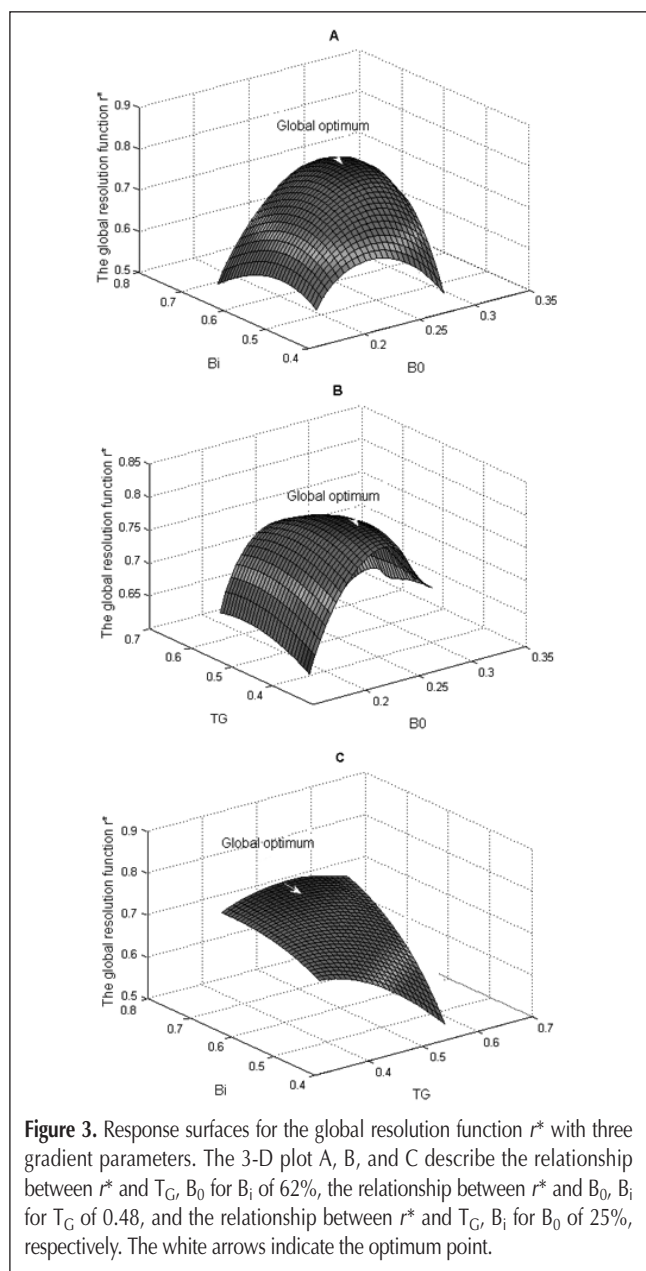 A
The global resolution function r*
0.9
0.8
0.7
0.6
0.5
Global optimum
0.8
0.7
0.6
0.5
0.4
Bi
0.2
0.25
0.3
0.35
B0
B
The global resolution function r*
0.85
0.8
0.75
0.7
0.65
Global optimum
0.7
0.6
0.5
0.4
TG
0.2
0.25
0.3
0.35
B0
C
The global resolution function r*
0.9
0.8
0.7
0.6
0.5
Global optimum
0.8
0.7
0.6
0.5
0.4
Bi
0.4
0.5
0.6
0.7
TG
Figure 3. Response surfaces for the global resolution function r* with three
gradient parameters. The 3-D plot A, B, and C describe the relationship
between r* and TG, B0 for Bi of 62%, the relationship between r* and B0, Bi
for TG of 0.48, and the relationship between r* and TG, Bi for B0 of 25%,
respectively. The white arrows indicate the optimum point.